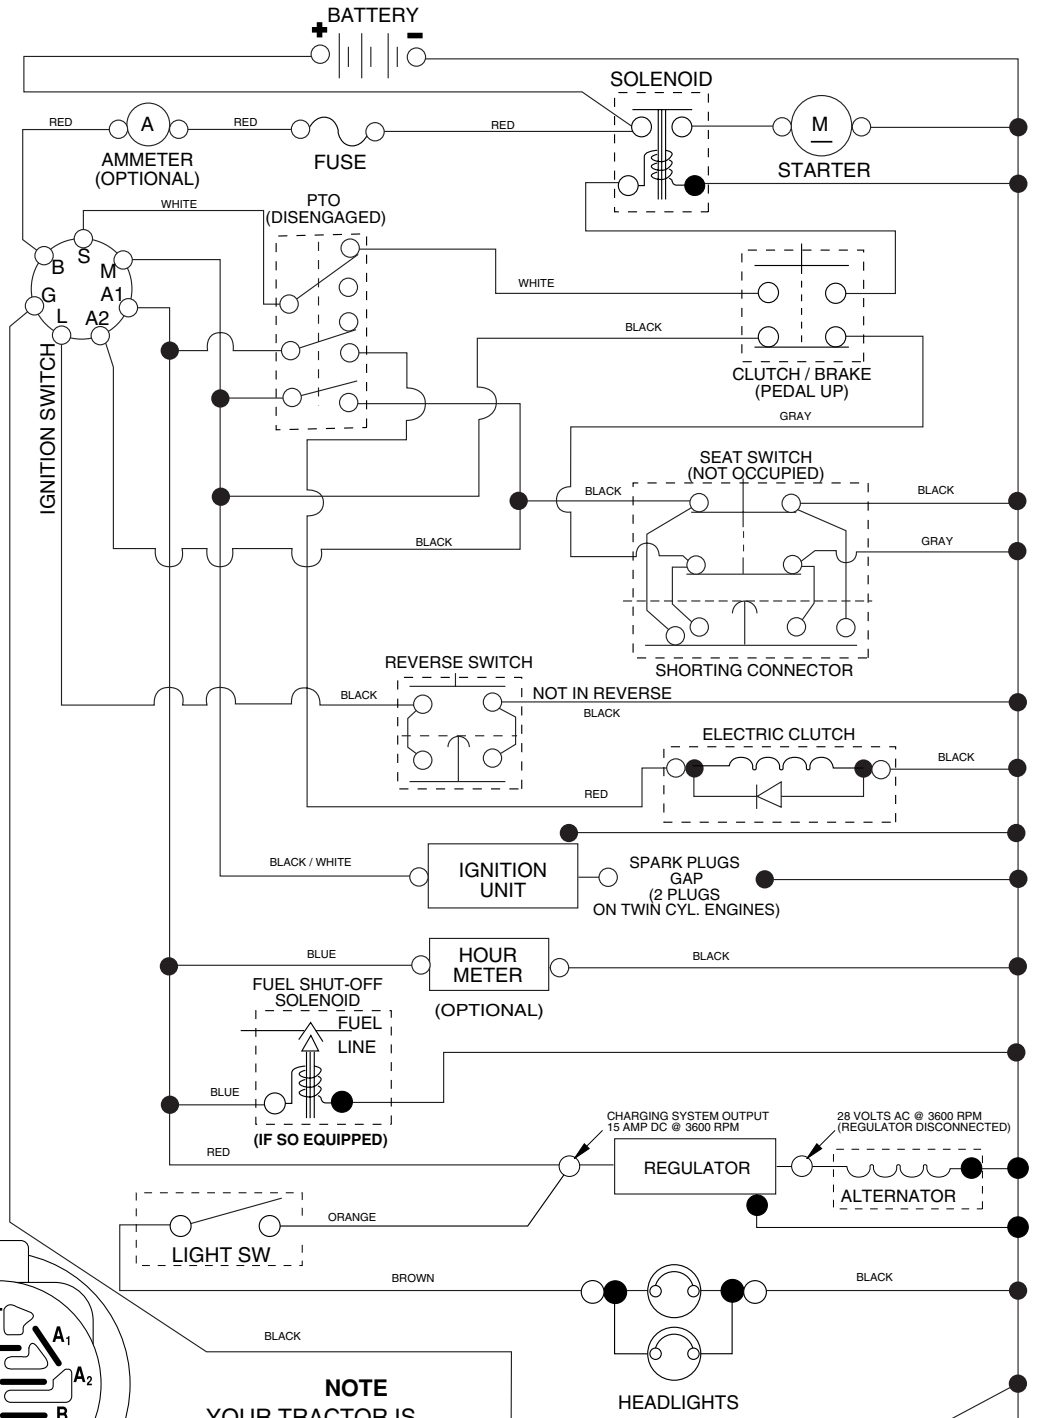 BATTERY
+
-
SOLENOID
RED
A
RED
RED
M
AMMETER
(OPTIONAL)
FUSE
STARTER
WHITE
PTO
(DISENGAGED)
S
B
M
G
A1
L
A2
IGNITION SWITCH
WHITE
BLACK
CLUTCH / BRAKE
(PEDAL UP)
GRAY
SEAT SWITCH
(NOT OCCUPIED)
BLACK
BLACK
BLACK
GRAY
SHORTING CONNECTOR
REVERSE SWITCH
BLACK
NOT IN REVERSE
BLACK
ELECTRIC CLUTCH
BLACK
RED
BLACK / WHITE
IGNITION
UNIT
SPARK PLUGS
GAP
(2 PLUGS
ON TWIN CYL. ENGINES)
BLUE
HOUR
METER
BLACK
(OPTIONAL)
FUEL SHUT-OFF
SOLENOID
FUEL
LINE
BLUE
(IF SO EQUIPPED)
RED
CHARGING SYSTEM OUTPUT
15 AMP DC @ 3600 RPM
28 VOLTS AC @ 3600 RPM
(REGULATOR DISCONNECTED)
REGULATOR
ALTERNATOR
ORANGE
LIGHT SW
BROWN
BLACK
BLACK
HEADLIGHTS
A1
A2
B
NOTE
YOUR TRACTOR IS